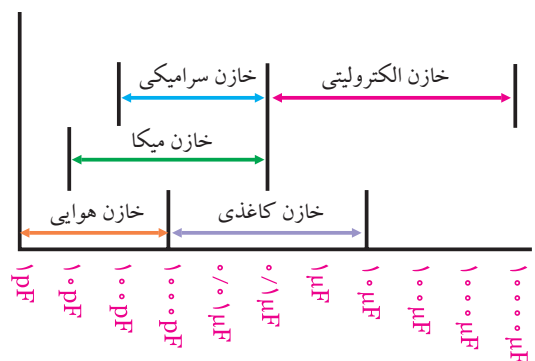 خازن سرامیکی
خازن الکترولیتی
خازن میکا
خازن هوایی
خازن کاغذی
۱pF
۱۰pF
۱۰۰pF
۱۰۰۰pF
۰/۰۱μF
۰/۱μF
۱μF
۱۰μF
۱۰۰μF
۱۰۰۰μF
۱۰۰۰۰μF